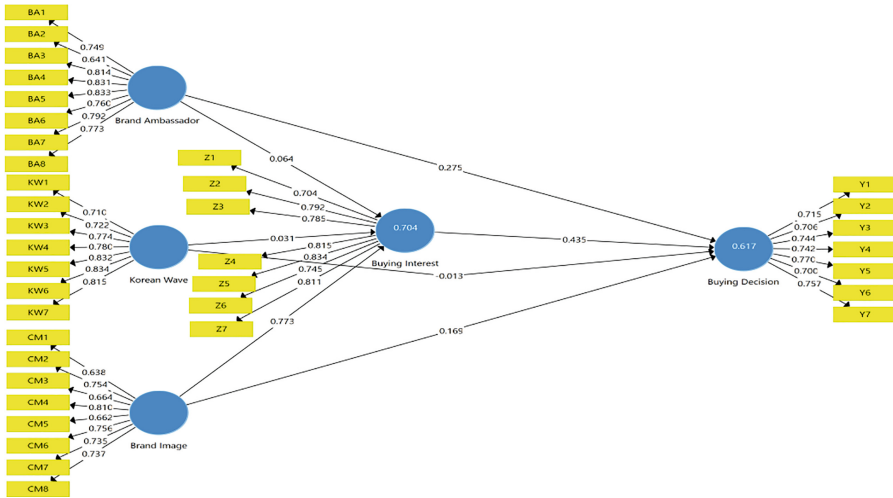 BA1
BA2
BA3
BA4
BA5
BA6
BA7
BA8
0.749
0.641
0.814
0.831
0.833
0.760
0.792
0.773
Brand Ambassador
KW1
KW2
KW3
KW4
KW5
KW6
KW7
0.710
0.722
0.774
0.780
0.832
0.834
0.815
Korean Wave
CM1
CM2
CM3
CM4
CM5
CM6
CM7
CM8
0.638
0.754
0.664
0.810
0.662
0.756
0.735
0.737
Brand Image
Z1
Z2
Z3
Z4
Z5
Z6
Z7
0.704
0.792
0.785
0.815
0.834
0.745
0.811
0.064
0.031
0.773
0.704
Buying Interest
0.275
0.435
-0.013
0.169
0.617
Buying Decision
0.715
0.706
0.744
0.742
0.770
0.700
0.757
Y1
Y2
Y3
Y4
Y5
Y6
Y7